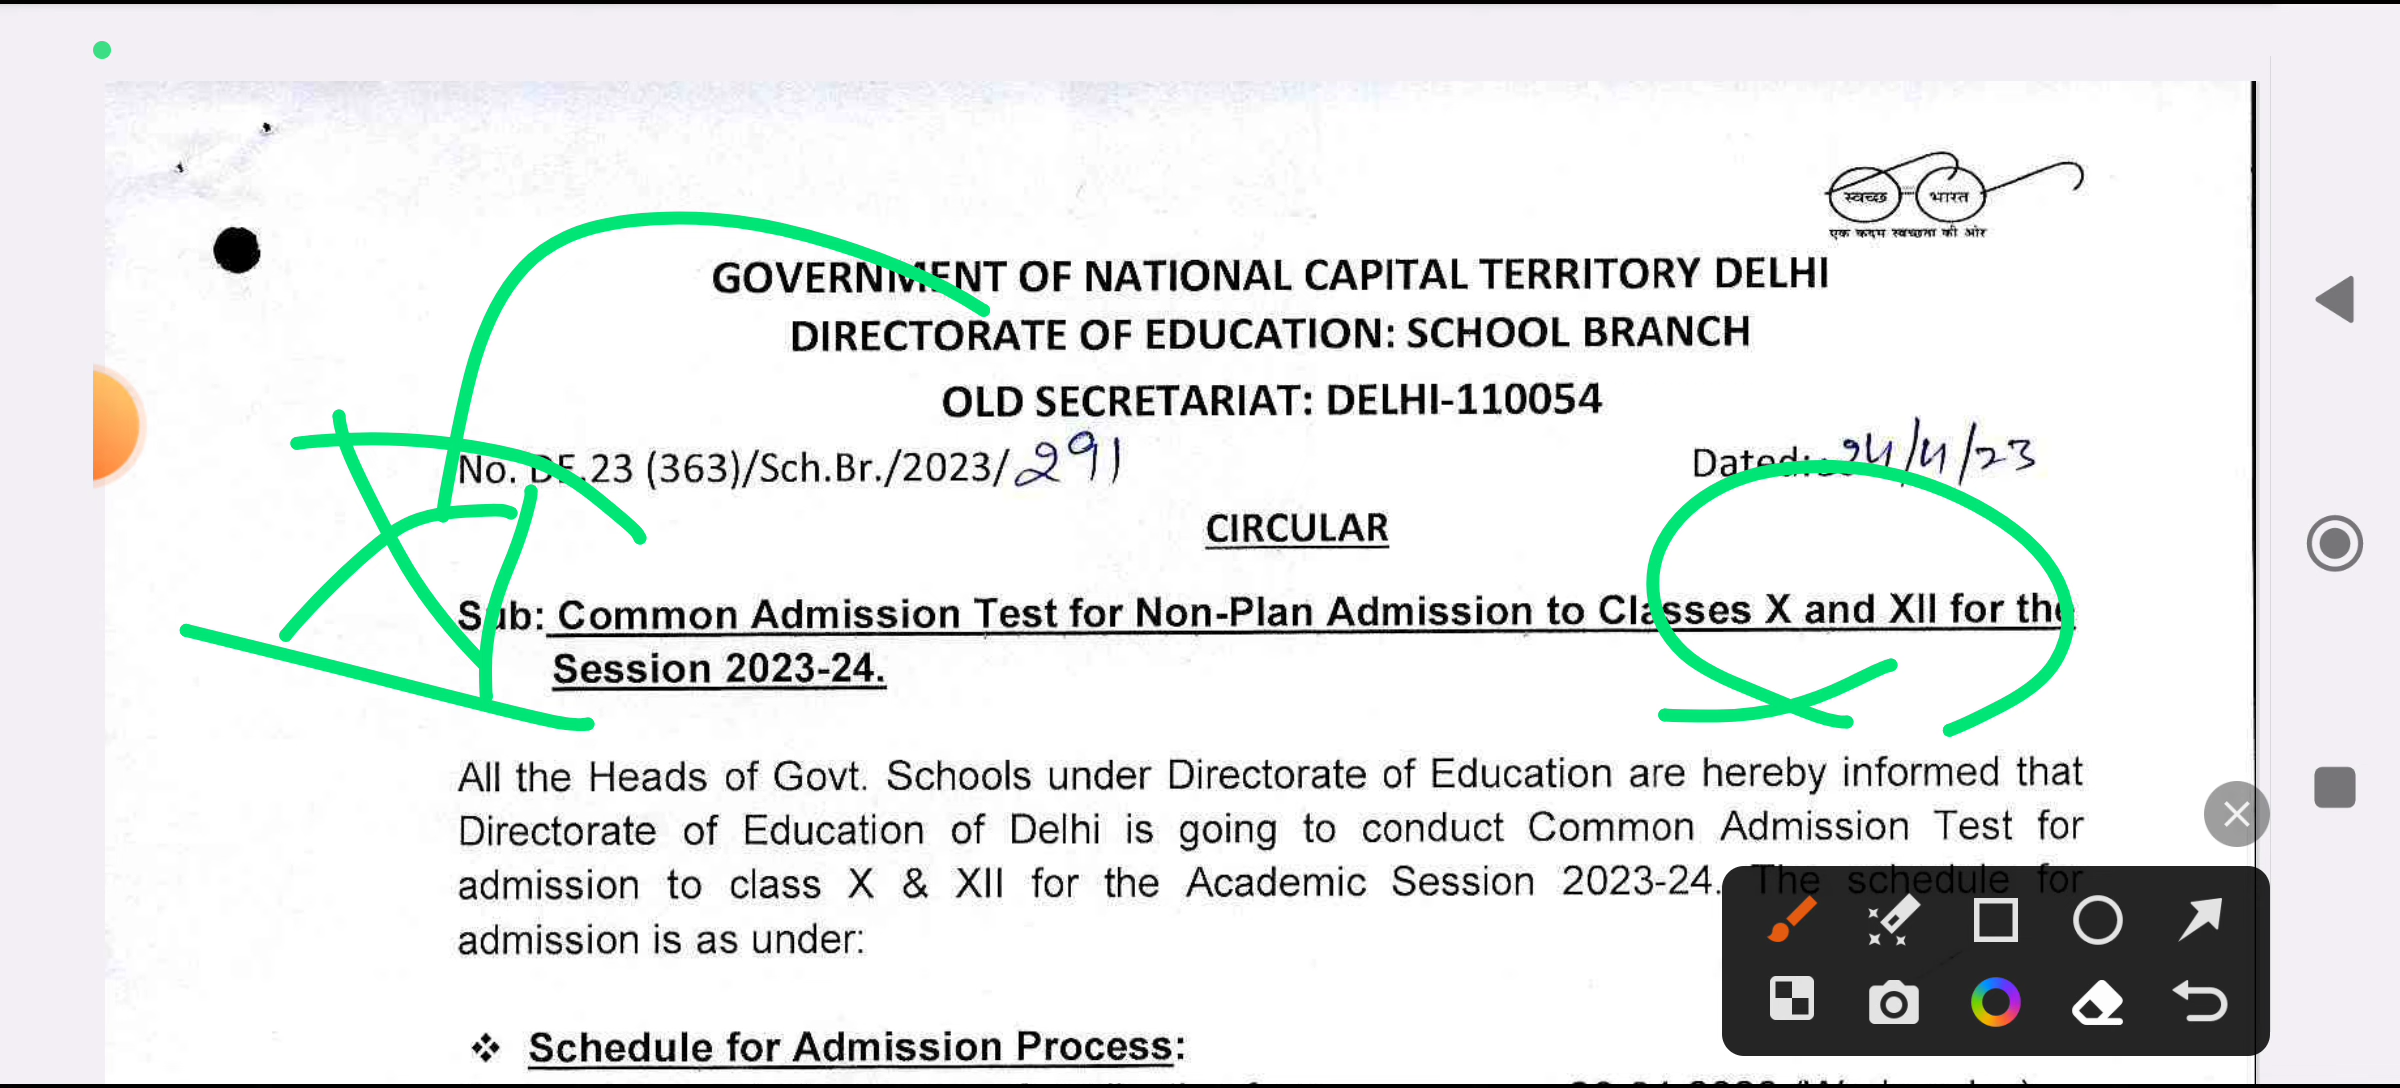 स्वच्छ भारत
एक कदम स्वच्छता की ओर
GOVERNMENT OF NATIONAL CAPITAL TERRITORY DELHI
DIRECTORATE OF EDUCATION: SCHOOL BRANCH
OLD SECRETARIAT: DELHI-110054
No. DE.23 (363)/Sch.Br./2023/291
Dated: 24/4/23
CIRCULAR
Sub: Common Admission Test for Non-Plan Admission to Classes X and XII for the
Session 2023-24.
All the Heads of Govt. Schools under Directorate of Education are hereby informed that
Directorate of Education of Delhi is going to conduct Common Admission Test for
admission to class X & XII for the Academic Session 2023-24. The schedule for
admission is as under:
❖ Schedule for Admission Process: